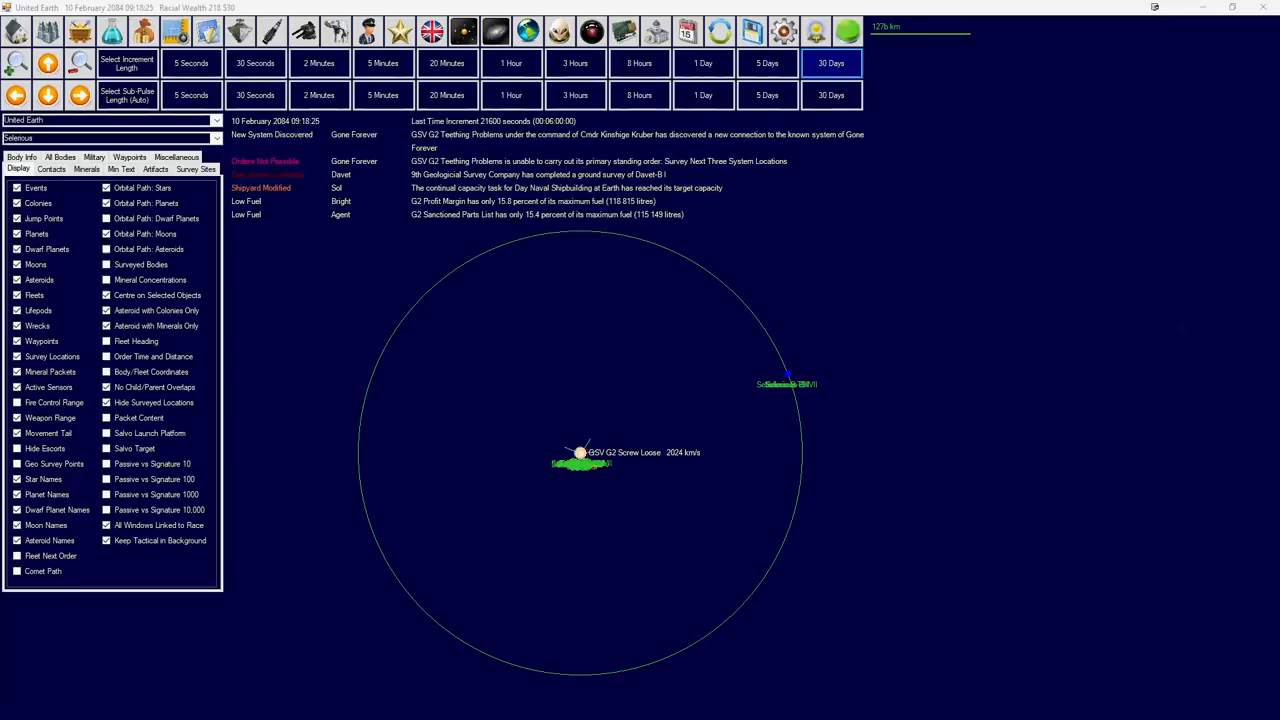 United Earth 10 February 2084 09:18:25 Racial Wealth 218 530
127b km
Select Increment Length 5 Seconds 30 Seconds 2 Minutes 5 Minutes 20 Minutes 1 Hour 3 Hours 8 Hours 1 Day 5 Days 30 Days
Select Sub-Pulse Length (Auto) 5 Seconds 30 Seconds 2 Minutes 5 Minutes 20 Minutes 1 Hour 3 Hours 8 Hours 1 Day 5 Days 30 Days
United Earth
Selerious
Body Info All Bodies Military Waypoints Miscellaneous
Display Contacts Minerals Min Text Artifacts Survey Sites
Events Orbital Path: Stars
Colonies Orbital Path: Planets
Jump Points Orbital Path: Dwarf Planets
Planets Orbital Path: Moons
Dwarf Planets Orbital Path: Asteroids
Moons Surveyed Bodies
Asteroids Mineral Concentrations
Fleets Centre on Selected Objects
Lifepods Asteroid with Colonies Only
Wrecks Asteroid with Minerals Only
Waypoints Fleet Heading
Survey Locations Order Time and Distance
Mineral Packets Body/Fleet Coordinates
Active Sensors No Child/Parent Overlaps
Fire Control Range Hide Surveyed Locations
Weapon Range Packet Content
Movement Tail Salvo Launch Platform
Hide Escorts Salvo Target
Geo Survey Points Passive vs Signature 10
Star Names Passive vs Signature 100
Planet Names Passive vs Signature 1000
Dwarf Planet Names Passive vs Signature 10,000
Moon Names All Windows Linked to Race
Asteroid Names Keep Tactical in Background
Fleet Next Order
Comet Path
10 February 2084 09:18:25 Last Time Increment 21600 seconds (00:06:00:00)
New System Discovered Gone Forever GSV G2 Teething Problems under the command of Cmdr Kinshige Kruber has discovered a new connection to the known system of Gone
Forever
Orders Not Possible Gone Forever GSV G2 Teething Problems is unable to carry out its primary standing order: Survey Next Three System Locations
Davet 9th Geologicial Survey Company has completed a ground survey of Davet-B I
Shipyard Modified Sol The continual capacity task for Day Naval Shipbuilding at Earth has reached its target capacity
Low Fuel Bright G2 Profit Margin has only 15.8 percent of its maximum fuel (118 815 litres)
Low Fuel Agent G2 Sanctioned Parts List has only 15.4 percent of its maximum fuel (115 149 litres)
GSV G2 Screw Loose 2024 km/s